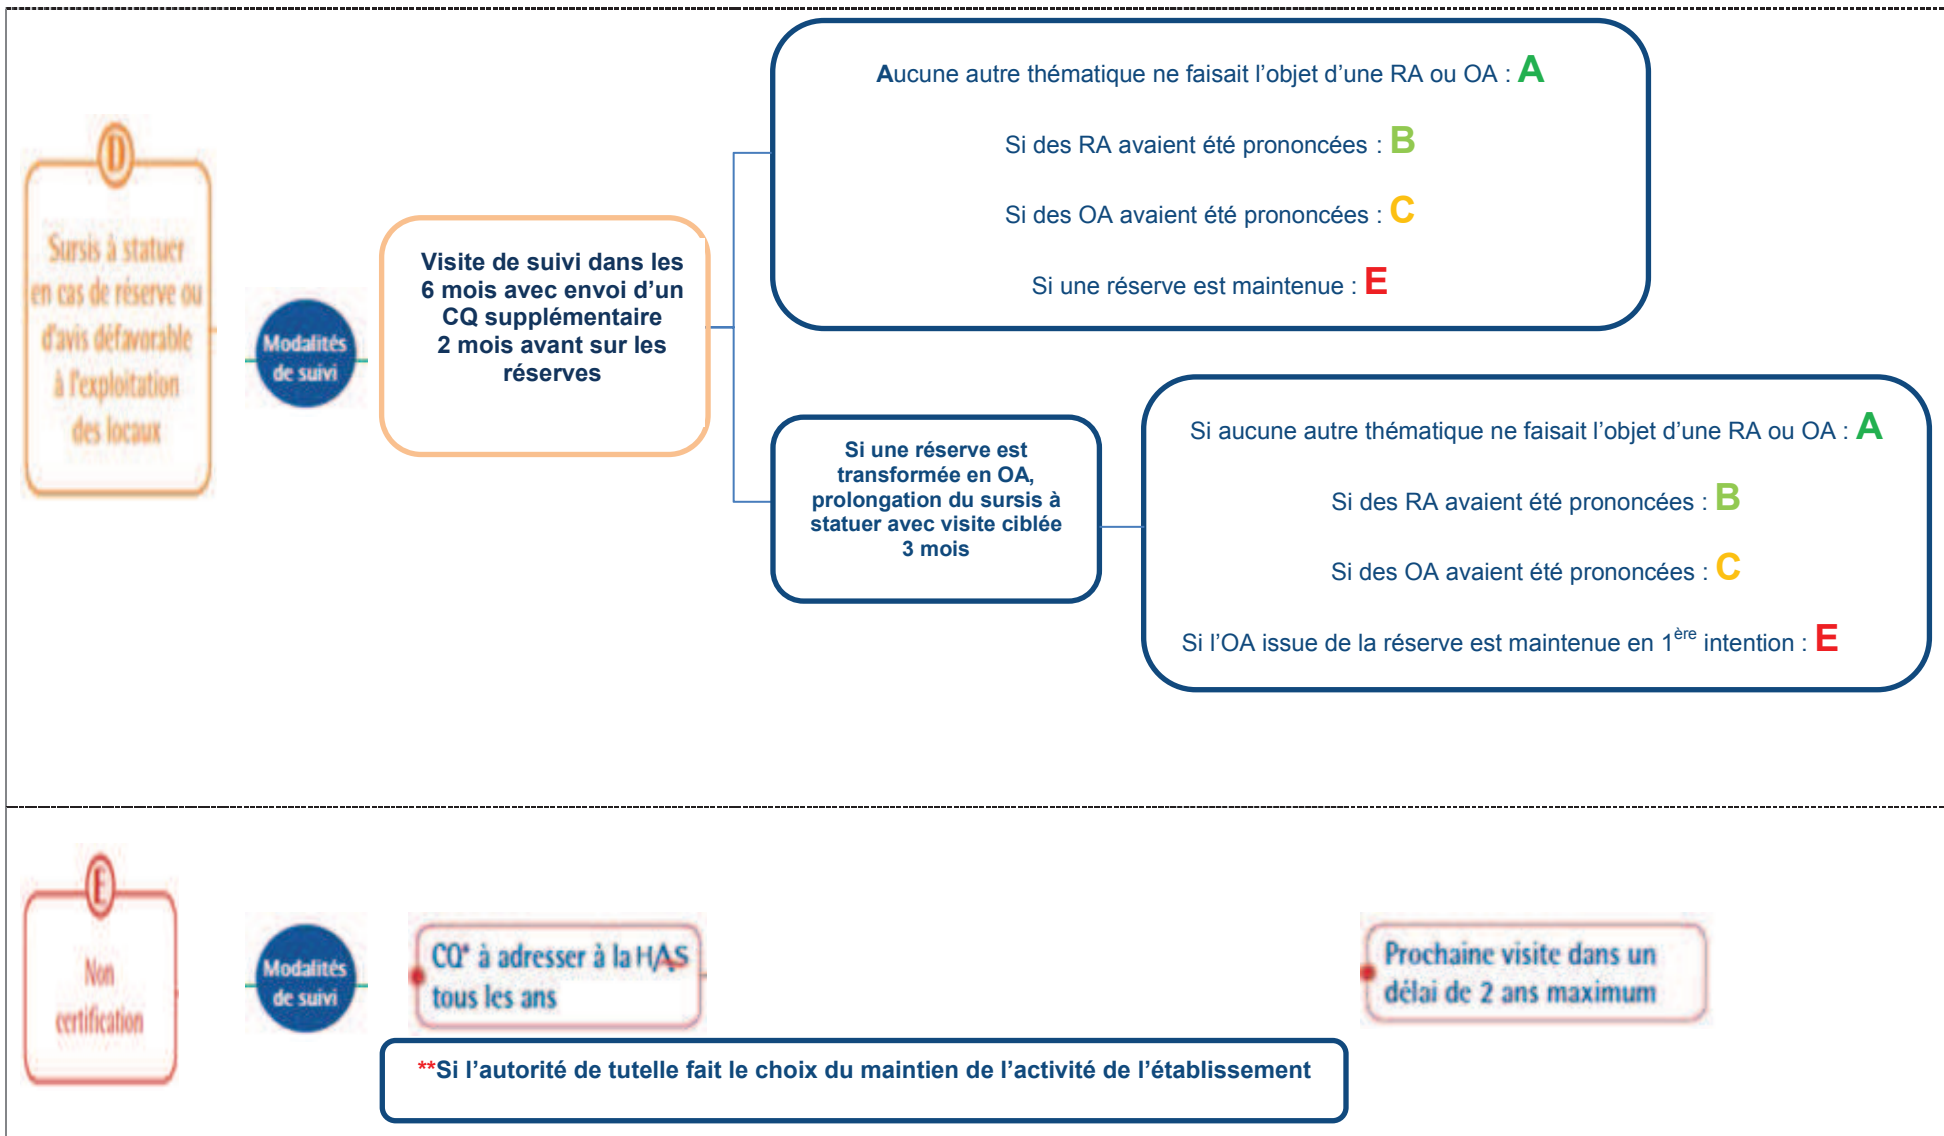 D
Sursis à statuer
en cas de réserve ou
d'avis défavorable
à l'exploitation
des locaux
Modalités
de suivi
Visite de suivi dans les
6 mois avec envoi d'un
CQ supplémentaire
2 mois avant sur les
réserves
Aucune autre thématique ne faisait l'objet d'une RA ou OA : A
Si des RA avaient été prononcées : B
Si des OA avaient été prononcées : C
Si une réserve est maintenue : E
Si une réserve est
transformée en OA,
prolongation du sursis à
statuer avec visite ciblée
3 mois
Si aucune autre thématique ne faisait l'objet d'une RA ou OA : A
Si des RA avaient été prononcées : B
Si des OA avaient été prononcées : C
Si l'OA issue de la réserve est maintenue en 1ère intention : E
E
Non
certification
Modalités
de suivi
CQ* à adresser à la HAS
tous les ans
Prochaine visite dans un
délai de 2 ans maximum
**Si l'autorité de tutelle fait le choix du maintien de l'activité de l'établissement